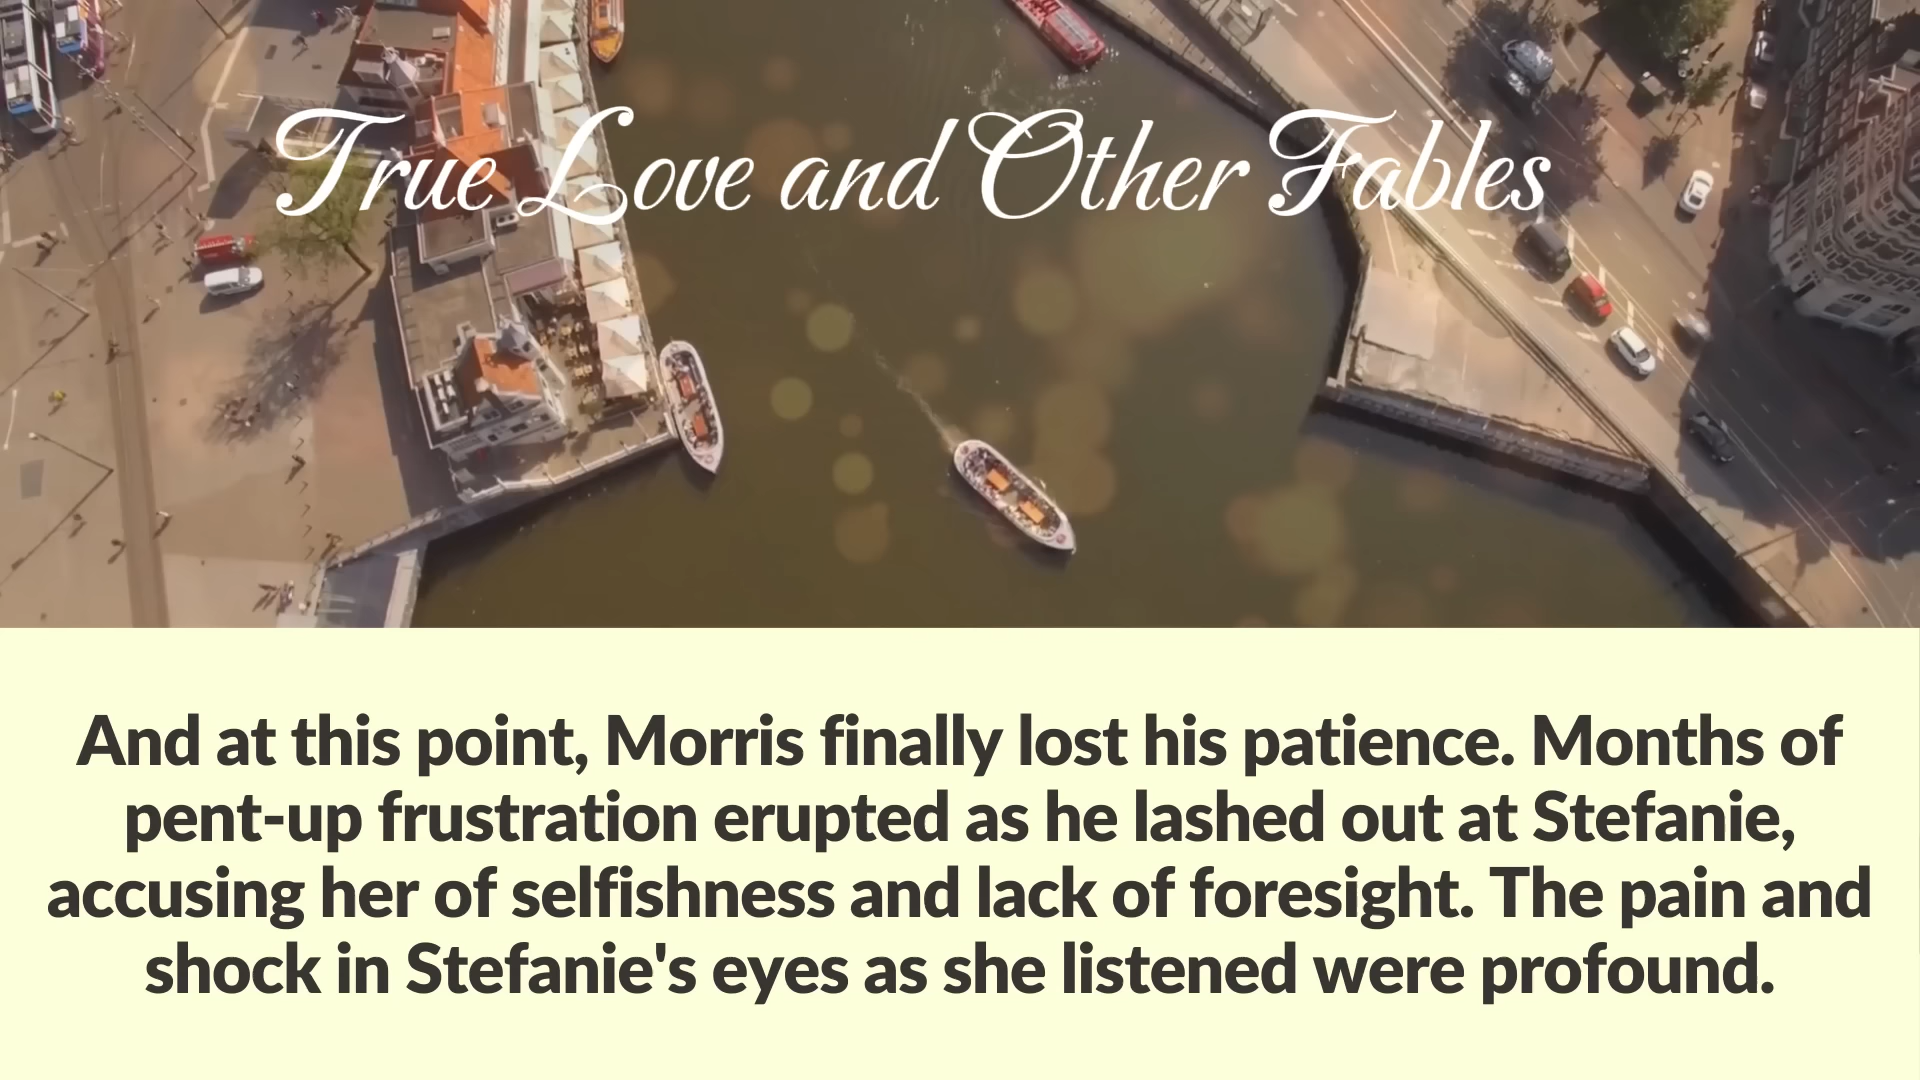 True Love and Other Fables
And at this point, Morris finally lost his patience. Months of
pent-up frustration erupted as he lashed out at Stefanie,
accusing her of selfishness and lack of foresight. The pain and
shock in Stefanie's eyes as she listened were profound.